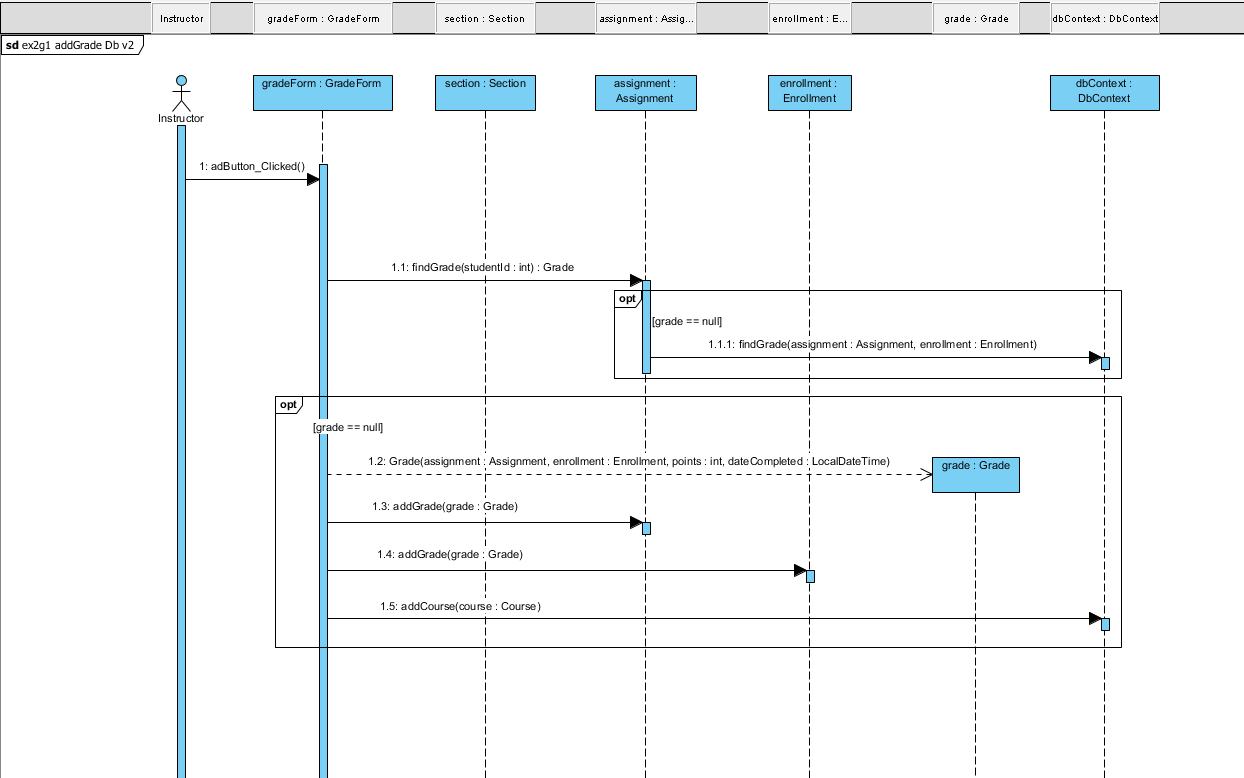 Instructor
gradeForm : GradeForm
section : Section
assignment : Assig...
enrollment : E...
grade : Grade
dbContext : DbContext
sd ex2g1 addGrade Db v2
gradeForm : GradeForm
section : Section
assignment :
Assignment
enrollment :
Enrollment
dbContext :
DbContext
Instructor
1: adButton_Clicked()
1.1: findGrade(studentId : int) : Grade
opt
[grade == null]
1.1.1: findGrade(assignment : Assignment, enrollment : Enrollment)
opt
[grade == null]
1.2: Grade(assignment : Assignment, enrollment : Enrollment, points : int, dateCompleted : LocalDateTime)
grade : Grade
1.3: addGrade(grade : Grade)
1.4: addGrade(grade : Grade)
1.5: addCourse(course : Course)